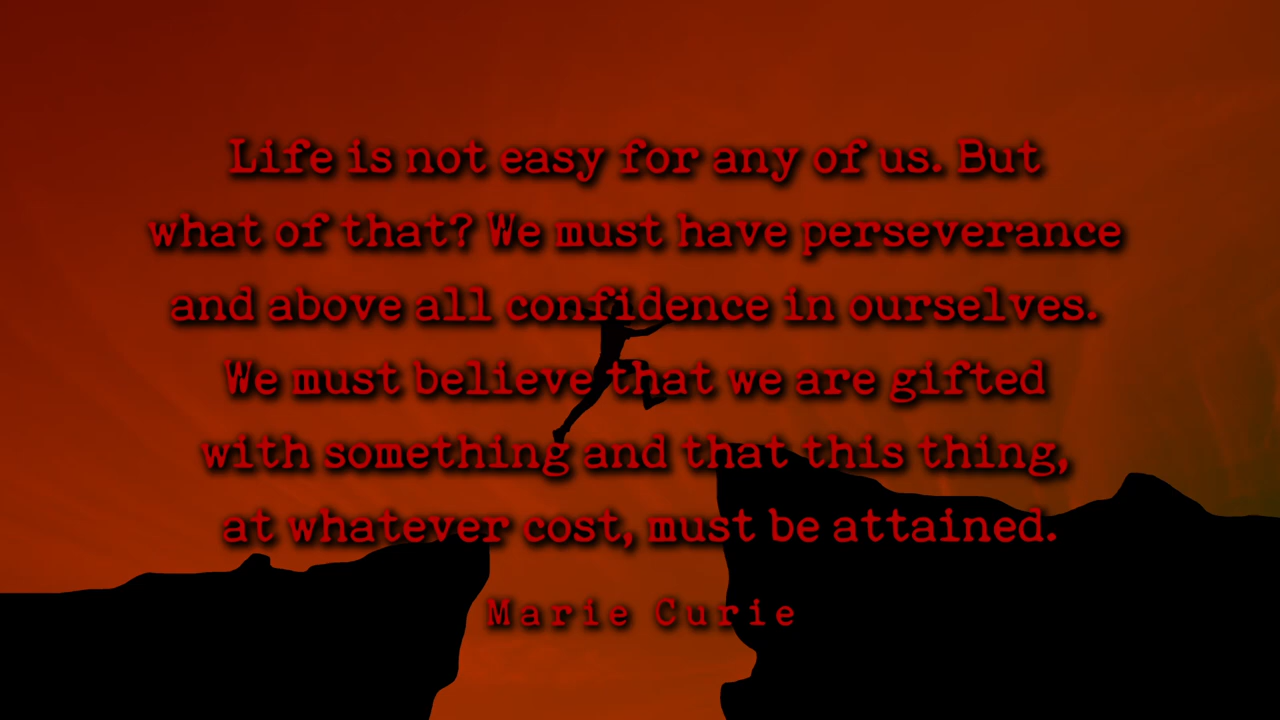 Life is not easy for any of us. But
what of that? We must have perseverance
and above all confidence in ourselves.
We must believe that we are gifted
with something and that this thing,
at whatever cost, must be attained.
Marie Curie